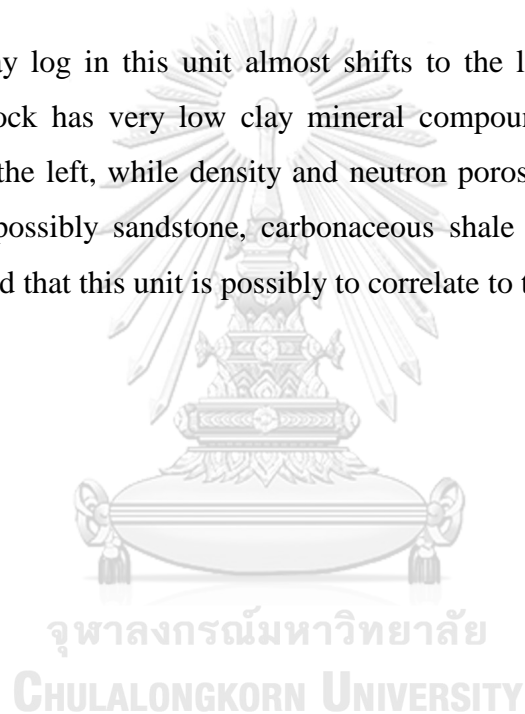 ay log in this unit almost shifts to the l
ock has very low clay mineral compoun
the left, while density and neutron poros
possibly sandstone, carbonaceous shale
d that this unit is possibly to correlate to t
จุฬาลงกรณ์มหาวิทยาลัย
CHULALONGKORN UNIVERSITY